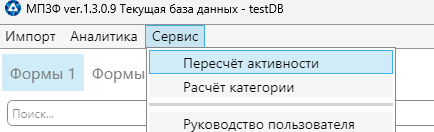 МПЗФ ver.1.3.0.9 Текущая база данных - testDB
Импорт Аналитика Сервис
Пересчёт активности
Формы 1 Формы
Расчёт категории
Поиск...
Руководство пользователя